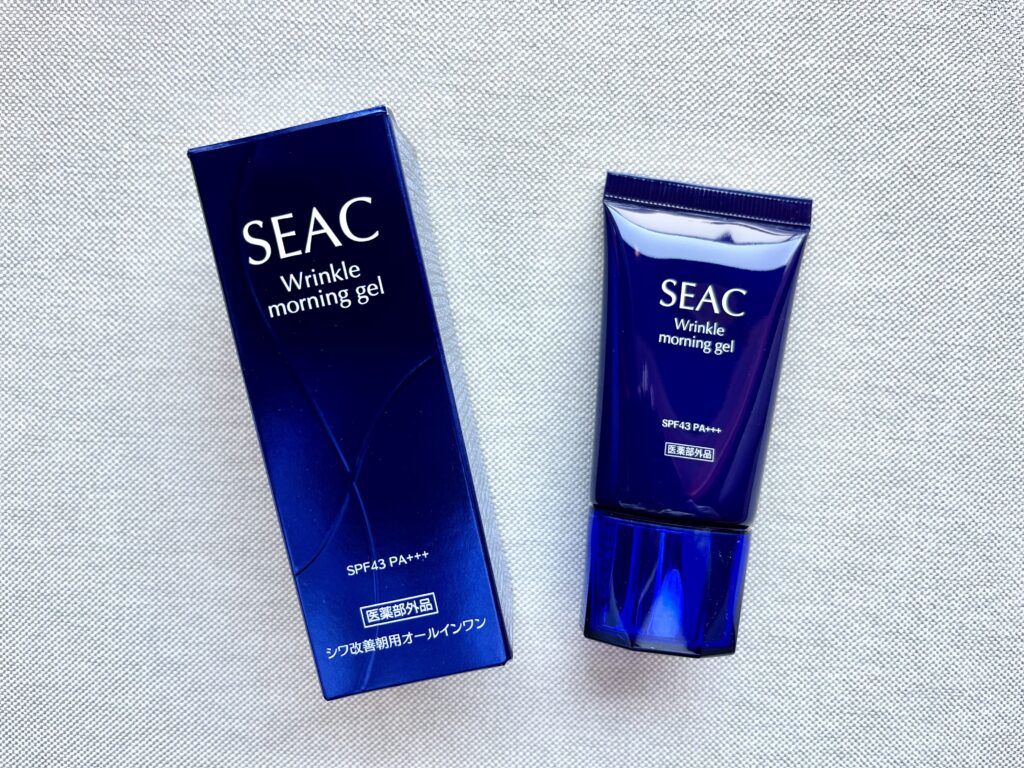 SEAC
Wrinkle
morning gel
SPF43 PA+++
医薬部外品
シワ改善朝用オールインワン
SEAC
Wrinkle
morning gel
SPF43 PA+++
医薬部外品